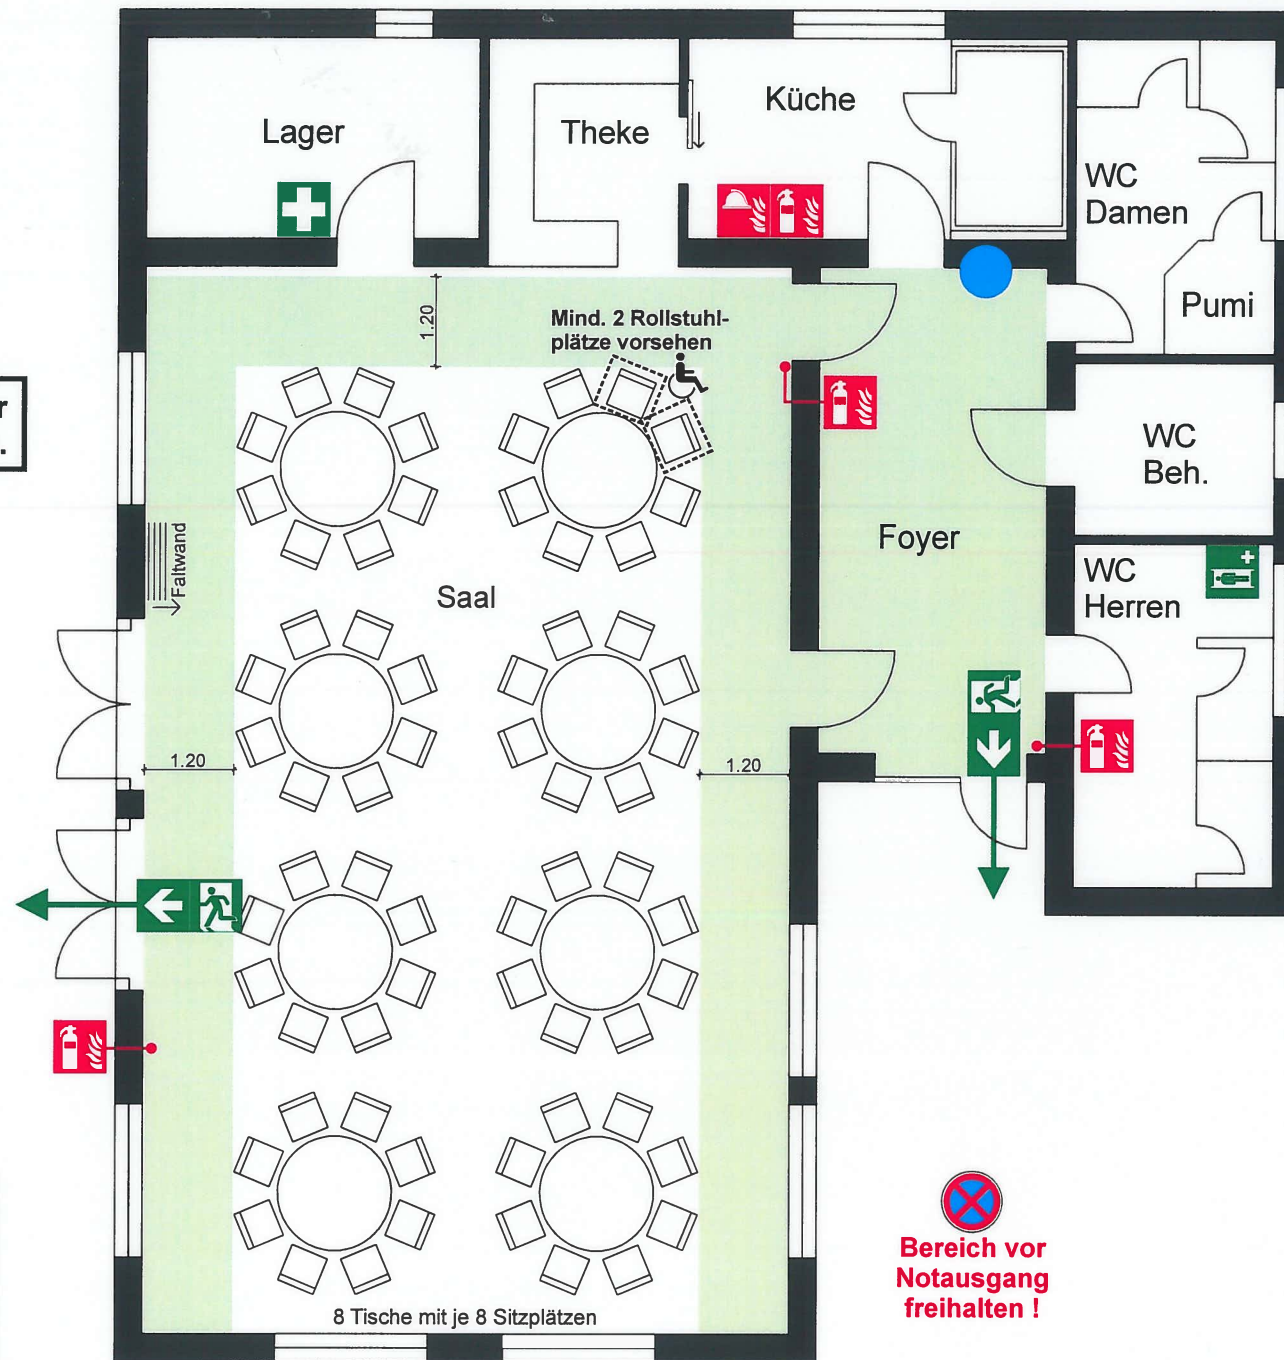 Lager
Theke
Küche
WC
Damen
Pumi
1.20
Mind. 2 Rollstuhl-
plätze vorsehen
r
.
WC
Beh.
Faltwand
Foyer
Saal
WC
Herren
1.20
1.20
8 Tische mit je 8 Sitzplätzen
Bereich vor
Notausgang
freihalten !